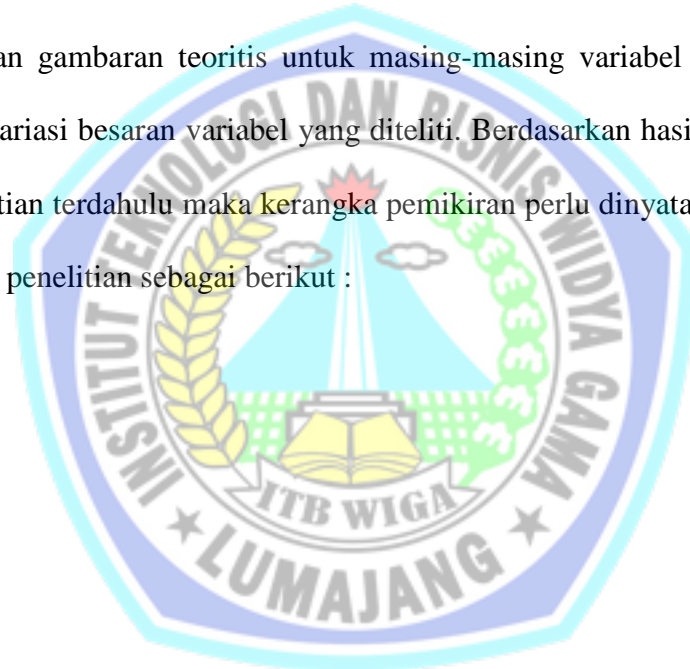 an gambaran teoritis untuk masing-masing variabel
ariasi besaran variabel yang diteliti. Berdasarkan hasi
tian terdahulu maka kerangka pemikiran perlu dinyata
penelitian sebagai berikut :
INSTITUT TEKNOLOGI DAN BISNIS WIDYA GAMA
ITB WIGA
LUMAJANG